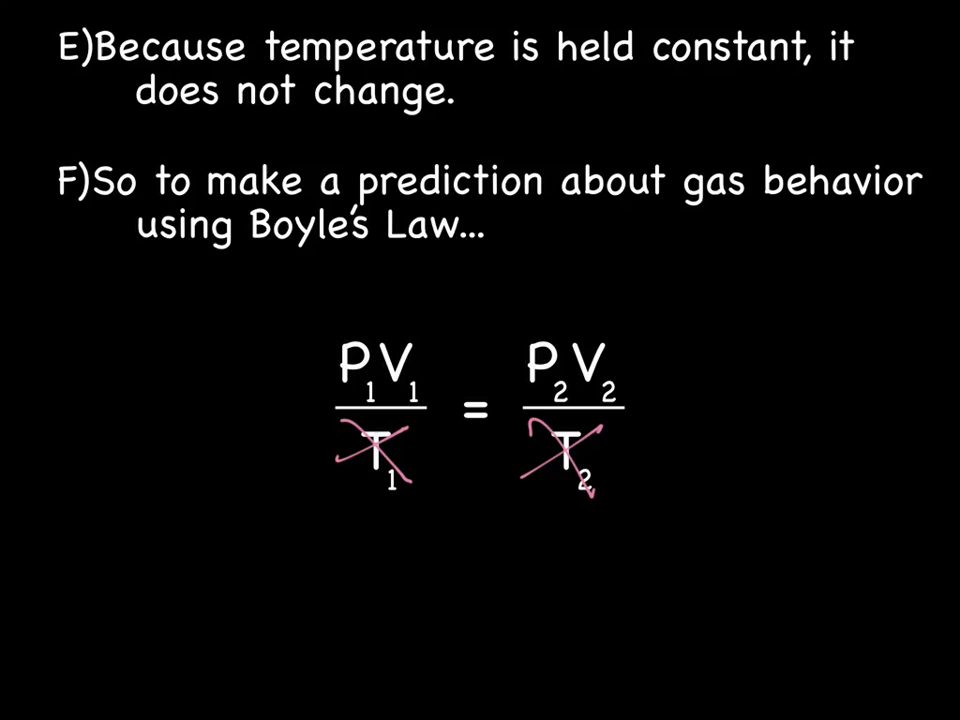 E)Because temperature is held constant, it
does not change.
F)So to make a prediction about gas behavior
using Boyle's Law...
P₁V₁ = P₂V₂
T₁ T₂